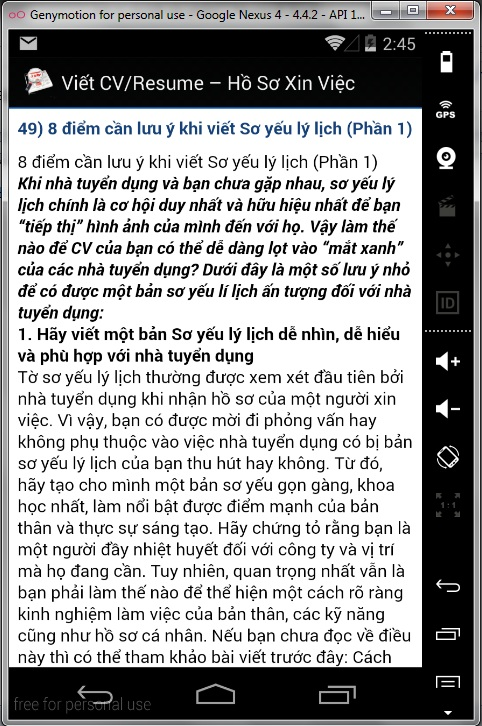 Genymotion for personal use - Google Nexus 4 - 4.4.2 - API 1...
2:45
Viết CV/Resume – Hồ Sơ Xin Việc
49) 8 điểm cần lưu ý khi viết Sơ yếu lý lịch (Phần 1)
8 điểm cần lưu ý khi viết Sơ yếu lý lịch (Phần 1)
Khi nhà tuyển dụng và bạn chưa gặp nhau, sơ yếu lý
lịch chính là cơ hội duy nhất và hữu hiệu nhất để bạn
“tiếp thị” hình ảnh của mình đến với họ. Vậy làm thế
nào để CV của bạn có thể dễ dàng lọt vào “mắt xanh”
của các nhà tuyển dụng? Dưới đây là một số lưu ý nhỏ
để có được một bản sơ yếu lí lịch ấn tượng đối với nhà
tuyển dụng:
1. Hãy viết một bản Sơ yếu lý lịch dễ nhìn, dễ hiểu
và phù hợp với nhà tuyển dụng
Tờ sơ yếu lý lịch thường được xem xét đầu tiên bởi
nhà tuyển dụng khi nhận hồ sơ của một người xin
việc. Vì vậy, bạn có được mời đi phỏng vấn hay
không phụ thuộc vào việc nhà tuyển dụng có bị bản
sơ yếu lý lịch của bạn thu hút hay không. Từ đó,
hãy tạo cho mình một bản sơ yếu gọn gàng, khoa
học nhất, làm nổi bật được điểm mạnh của bản
thân và thực sự sáng tạo. Hãy chứng tỏ rằng bạn là
một người đầy nhiệt huyết đối với công ty và vị trí
mà họ đang cần. Tuy nhiên, quan trọng nhất vẫn là
bạn phải làm thế nào để thể hiện một cách rõ ràng
kinh nghiệm làm việc của bản thân, các kỹ năng
cũng như hồ sơ cá nhân. Nếu bạn chưa đọc về điều
này thì có thể tham khảo bài viết trước đây: Cách
free for personal use
GPS
ID
1:1